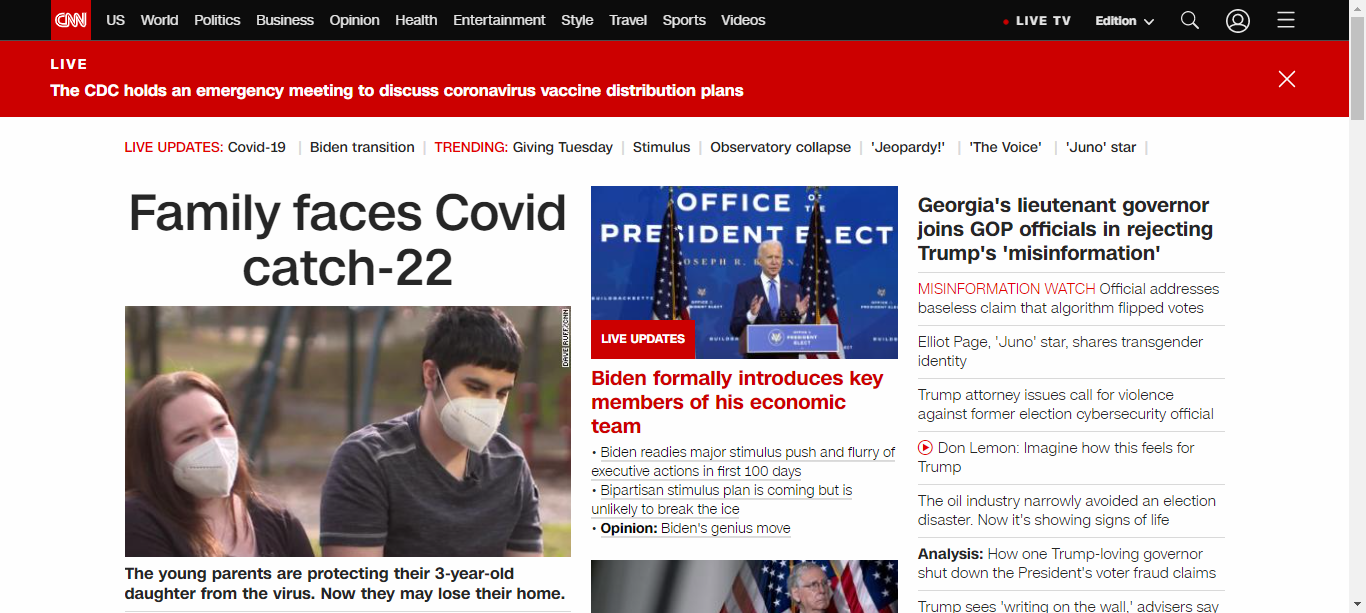 CNN US World Politics Business Opinion Health Entertainment Style Travel Sports Videos LIVE TV Edition
LIVE
The CDC holds an emergency meeting to discuss coronavirus vaccine distribution plans
LIVE UPDATES: Covid-19 | Biden transition | TRENDING: Giving Tuesday | Stimulus | Observatory collapse | 'Jeopardy!' | 'The Voice' | 'Juno' star |
Family faces Covid
catch-22
DAVE RUFF/CNN
The young parents are protecting their 3-year-old
daughter from the virus. Now they may lose their home.
OFFICE OF THE
PRESIDENT ELECT
JOSEPH R. BIDEN,
OFFICE OF THE
PRESIDENT
ELECT
LIVE UPDATES
Biden formally introduces key
members of his economic
team
• Biden readies major stimulus push and flurry of
executive actions in first 100 days
• Bipartisan stimulus plan is coming but is
unlikely to break the ice
• Opinion: Biden's genius move
Georgia's lieutenant governor
joins GOP officials in rejecting
Trump's 'misinformation'
MISINFORMATION WATCH Official addresses
baseless claim that algorithm flipped votes
Elliot Page, 'Juno' star, shares transgender
identity
Trump attorney issues call for violence
against former election cybersecurity official
Don Lemon: Imagine how this feels for
Trump
The oil industry narrowly avoided an election
disaster. Now it's showing signs of life
Analysis: How one Trump-loving governor
shut down the President's voter fraud claims
Trump sees 'writing on the wall,' advisers say